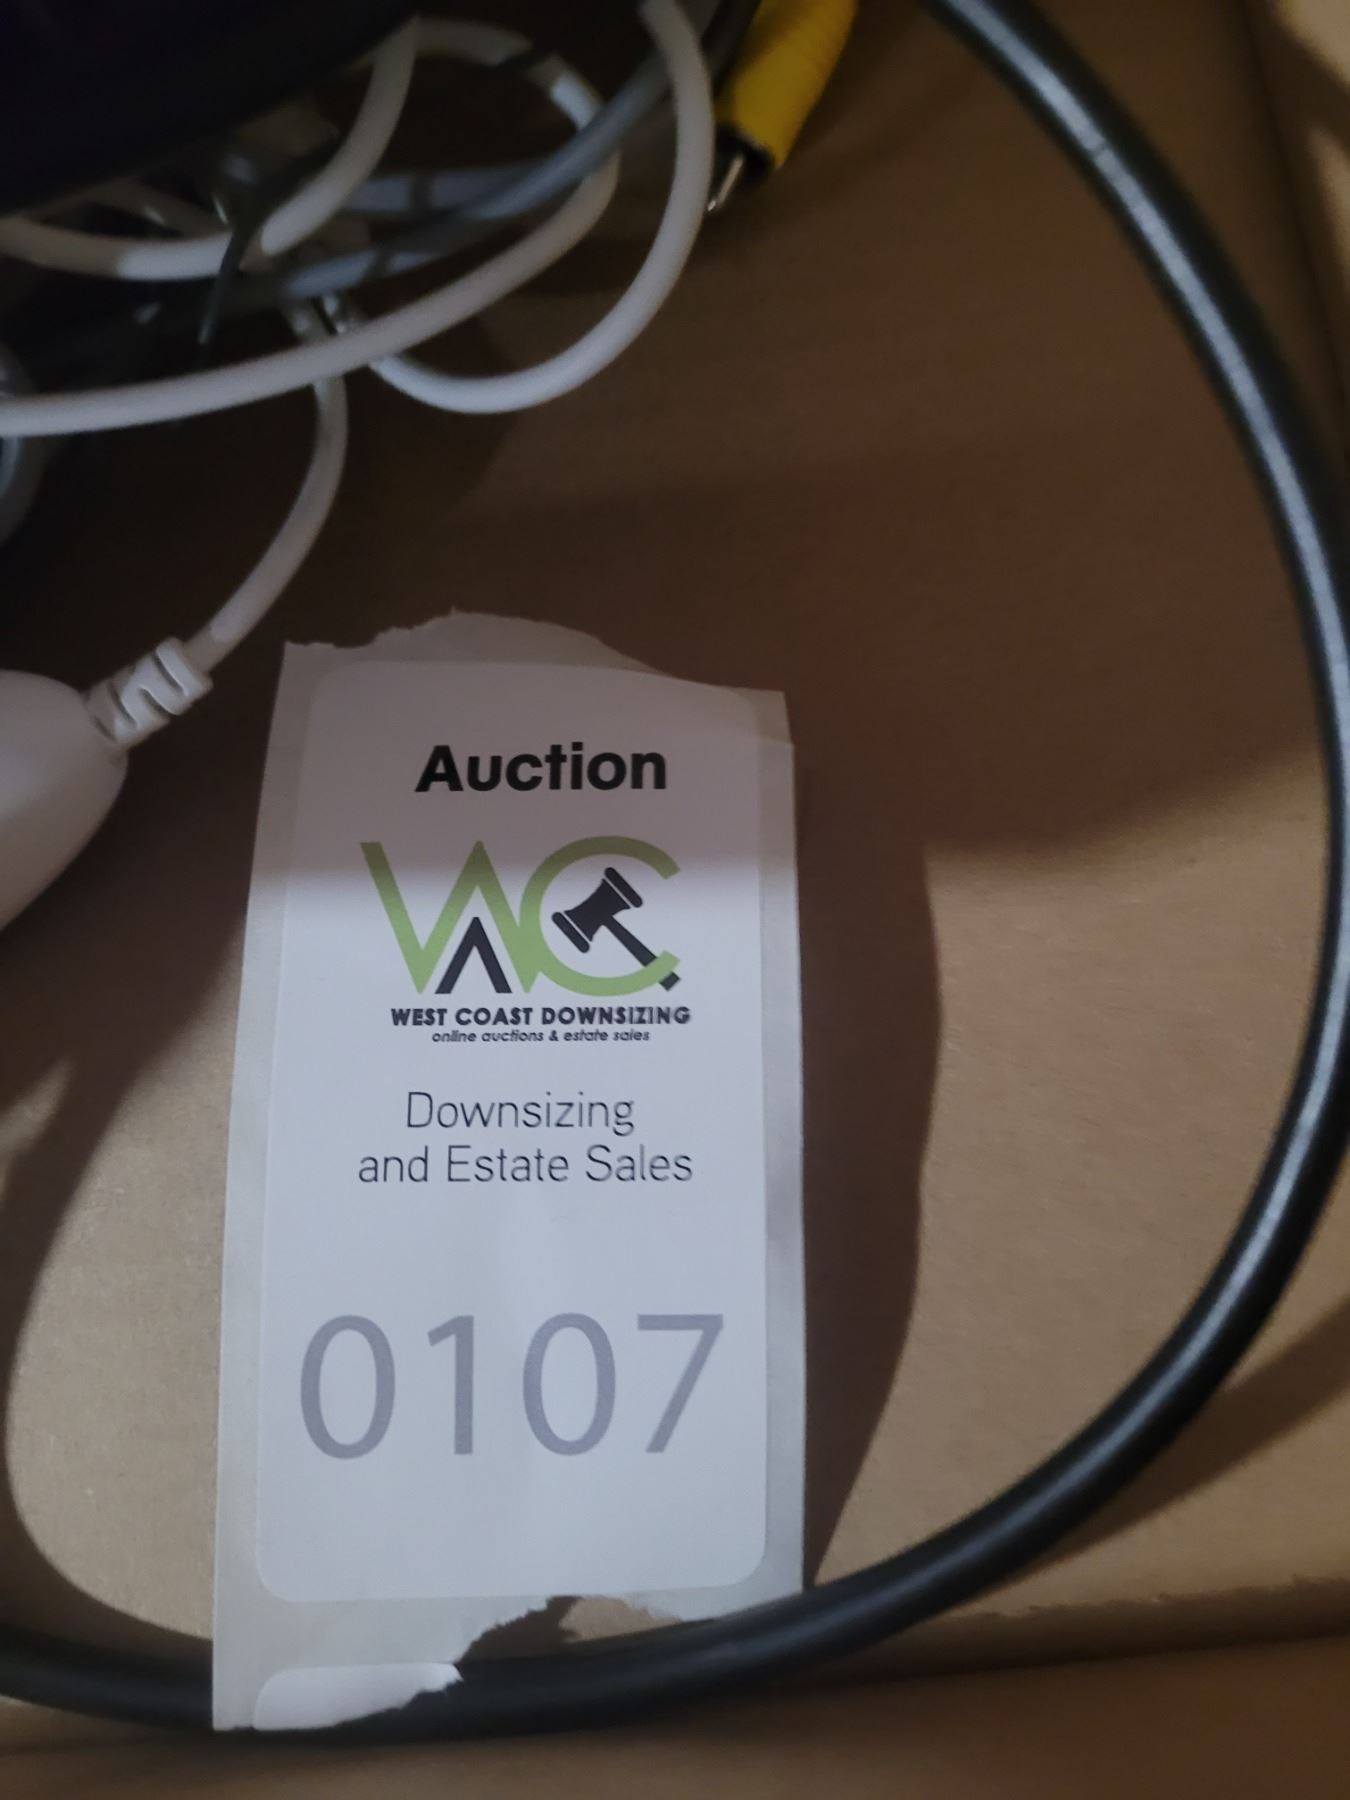 Auction
WC
WEST COAST DOWNSIZING
online auctions & estate sales
Downsizing
and Estate Sales
0107